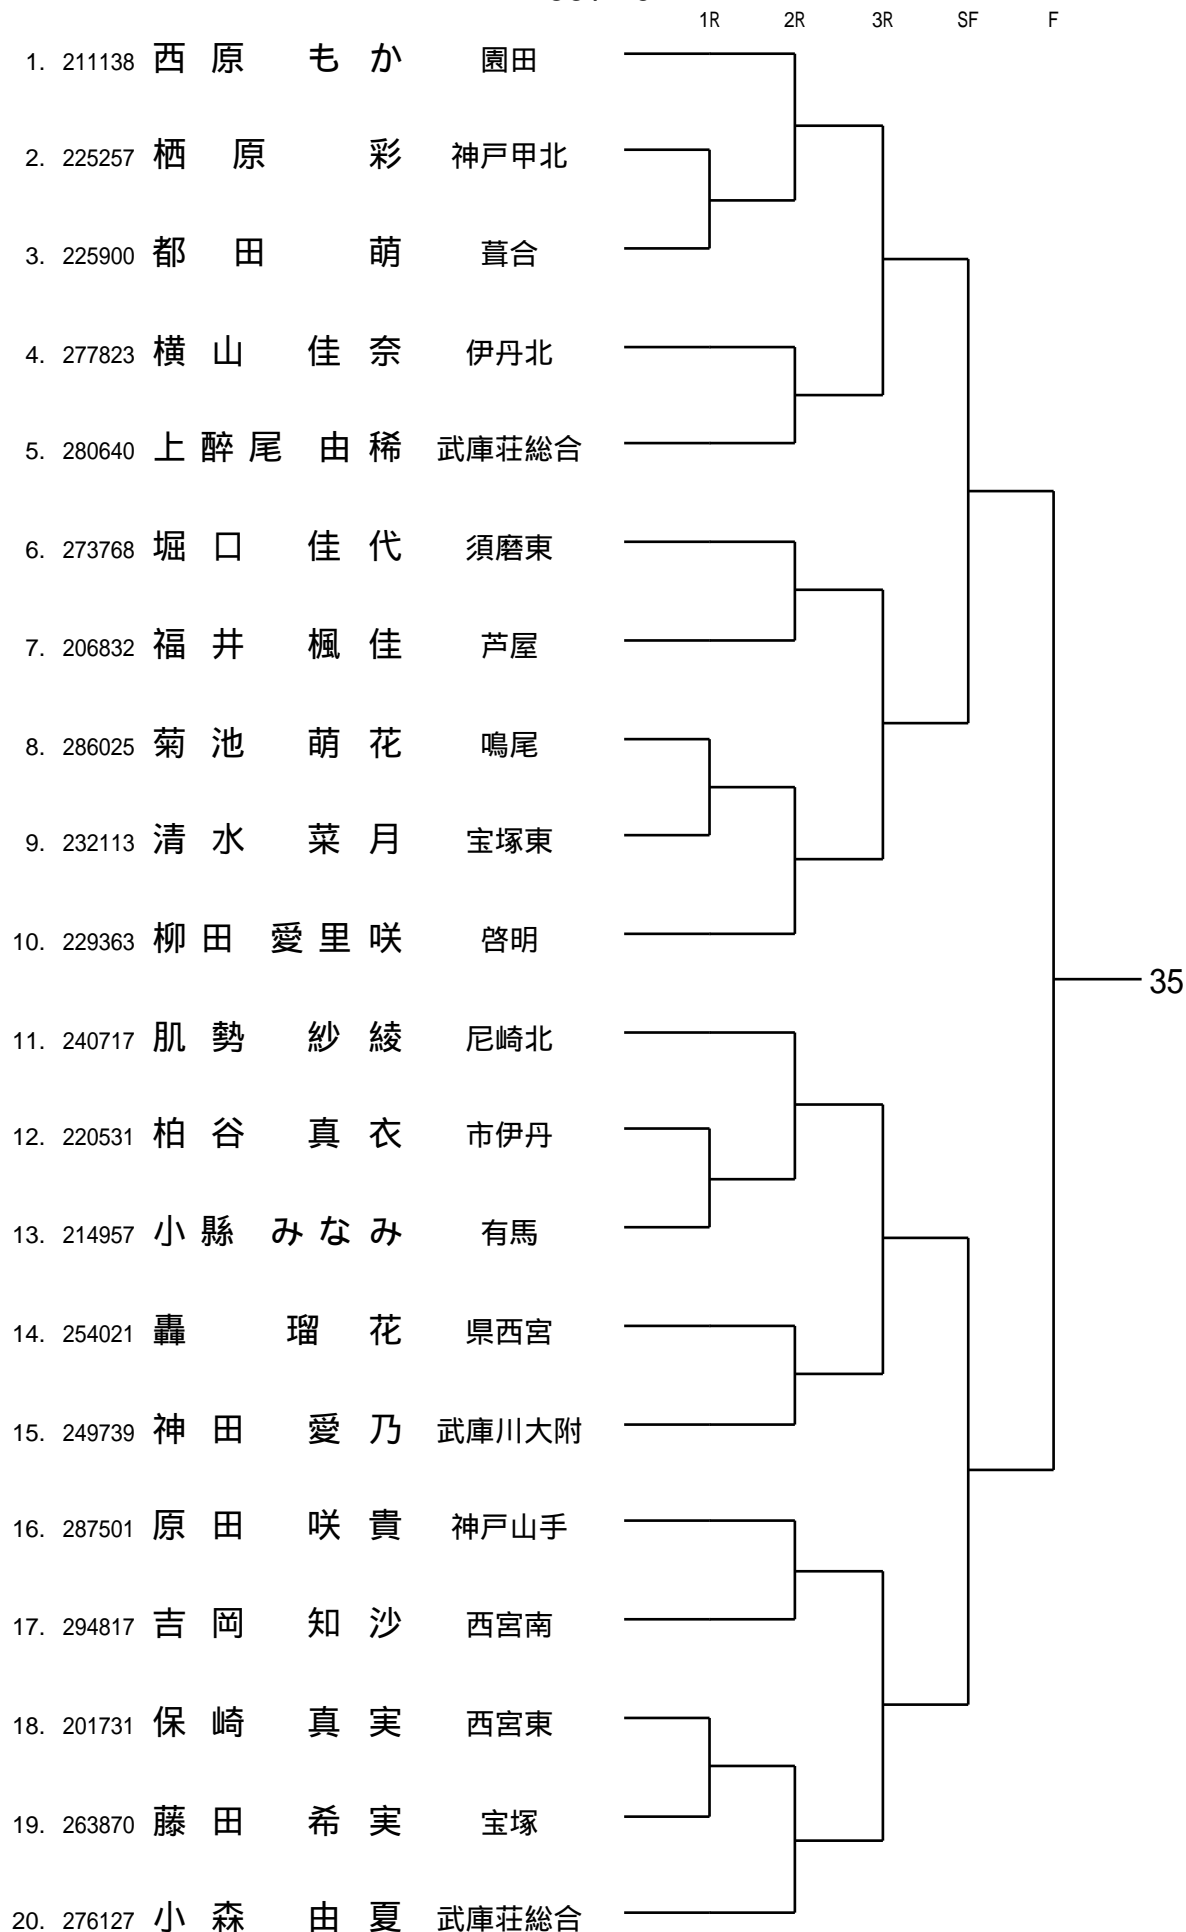 1R 2R 3R SF F
1. 211138 西原 もか 園田
2. 225257 栖原 彩 神戸甲北
3. 225900 都田 萌 葺合
4. 277823 横山 佳奈 伊丹北
5. 280640 上醉尾 由稀 武庫荘総合
6. 273768 堀口 佳代 須磨東
7. 206832 福井 楓佳 芦屋
8. 286025 菊池 萌花 鳴尾
9. 232113 清水 菜月 宝塚東
10. 229363 柳田 愛里咲 啓明
35
11. 240717 肌勢 紗綾 尼崎北
12. 220531 柏谷 真衣 市伊丹
13. 214957 小縣 みなみ 有馬
14. 254021 轟 瑠花 県西宮
15. 249739 神田 愛乃 武庫川大附
16. 287501 原田 咲貴 神戸山手
17. 294817 吉岡 知沙 西宮南
18. 201731 保崎 真実 西宮東
19. 263870 藤田 希実 宝塚
20. 276127 小森 由夏 武庫荘総合